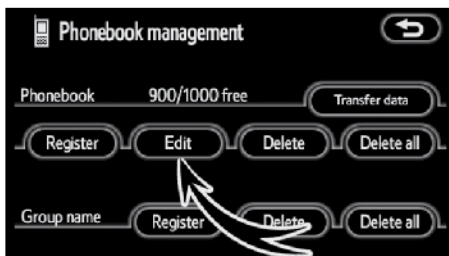 Phonebook management
Phonebook 900/1000 free Transfer data
Register Edit Delete Delete all
Group name Register Delete Delete all